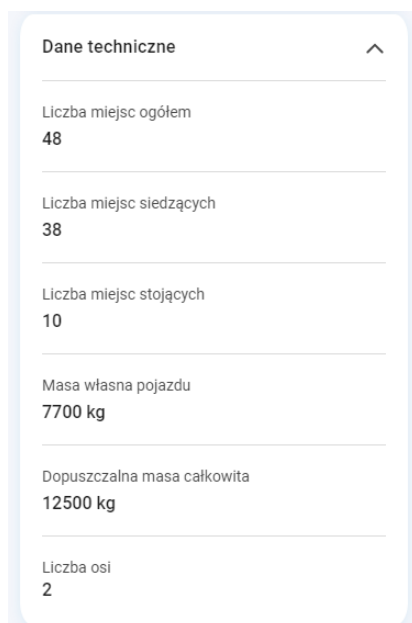 Dane techniczne
Liczba miejsc ogółem
48
Liczba miejsc siedzących
38
Liczba miejsc stojących
10
Masa własna pojazdu
7700 kg
Dopuszczalna masa całkowita
12500 kg
Liczba osi
2